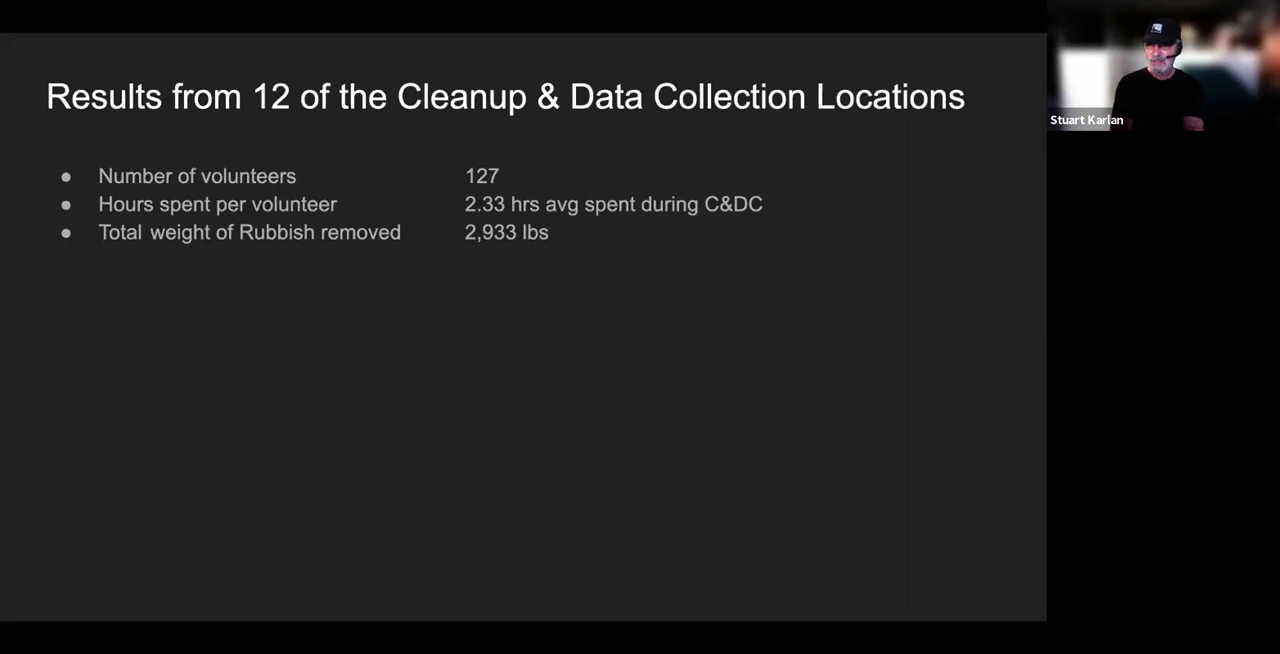 Results from 12 of the Cleanup & Data Collection Locations
● Number of volunteers 127
● Hours spent per volunteer 2.33 hrs avg spent during C&DC
● Total weight of Rubbish removed 2,933 lbs
Stuart Karlan